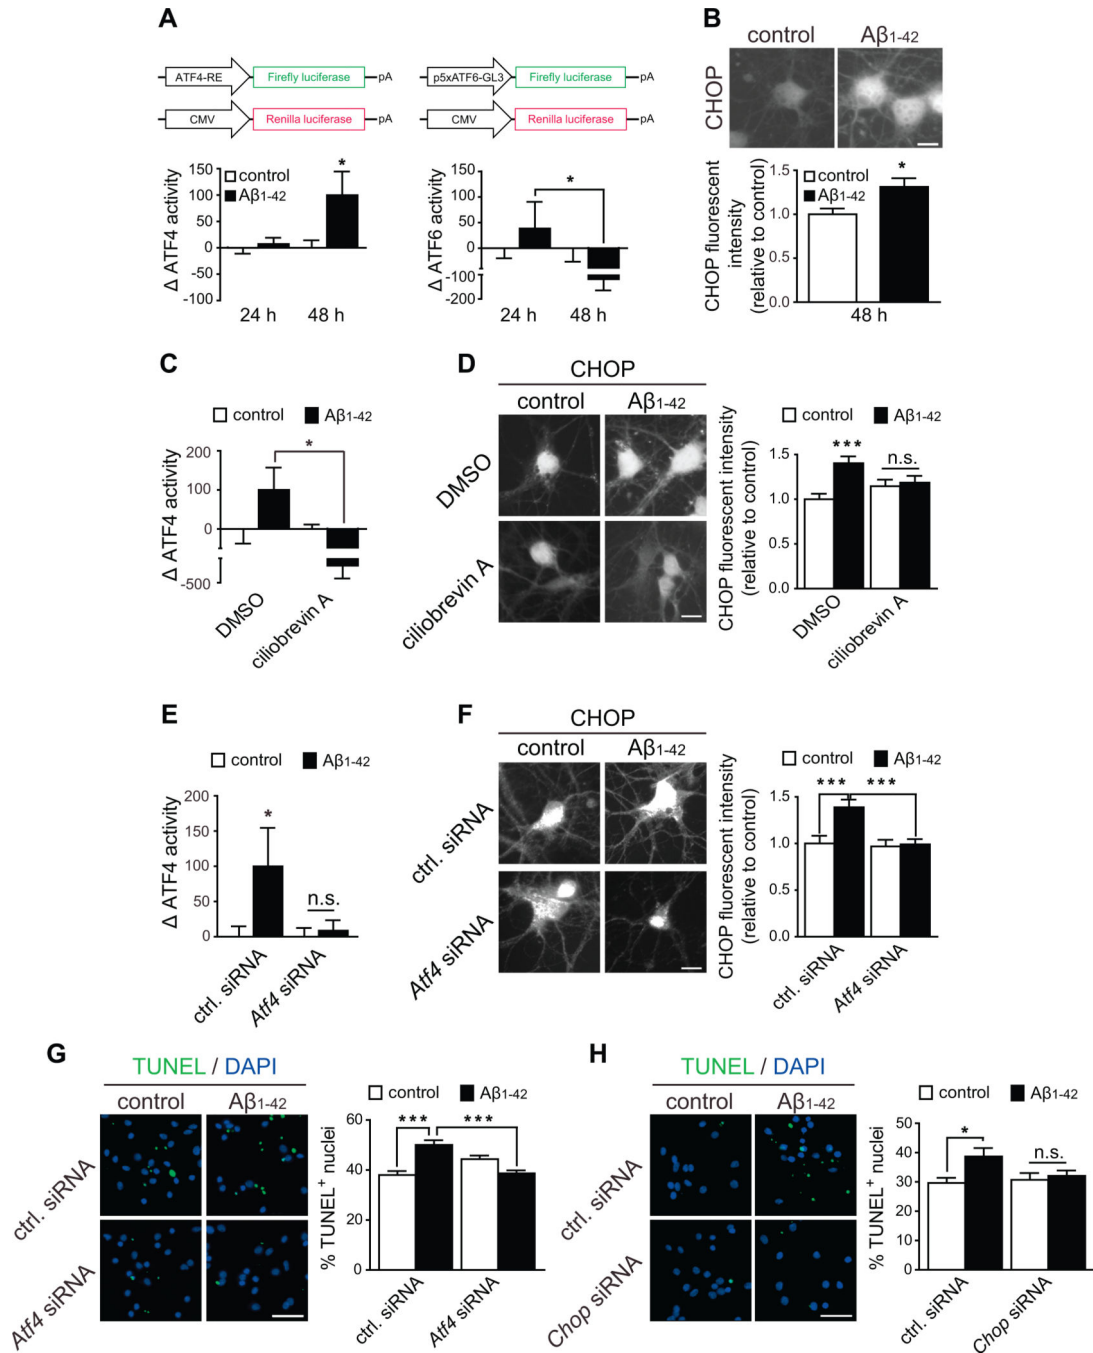 A
ATF4-RE Firefly luciferase pA
CMV Renilla luciferase pA
p5xATF6-GL3 Firefly luciferase pA
CMV Renilla luciferase pA
Δ ATF4 activity
150
100
50
0
-50
-100
control
Aβ1-42
*
24 h 48 h
Δ ATF6 activity
150
100
50
0
-100
-200
*
24 h 48 h
B
control Aβ1-42
CHOP
CHOP fluorescent
intensity
(relative to control)
1.5
1.0
0.5
0.0
control
Aβ1-42
*
48 h
C
control Aβ1-42
Δ ATF4 activity
200
100
0
-500
*
DMSO
ciliobrevin A
D
CHOP
control Aβ1-42
DMSO
ciliobrevin A
control Aβ1-42
CHOP fluorescent intensity
(relative to control)
1.5
1.0
0.5
0.0
***
n.s.
DMSO
ciliobrevin A
E
control Aβ1-42
Δ ATF4 activity
200
150
100
50
0
*
n.s.
ctrl. siRNA
Atf4 siRNA
F
CHOP
control Aβ1-42
ctrl. siRNA
Atf4 siRNA
control Aβ1-42
CHOP fluorescent intensity
(relative to control)
1.5
1.0
0.5
0.0
*** ***
ctrl. siRNA
Atf4 siRNA
G
TUNEL / DAPI
control Aβ1-42
ctrl. siRNA
Atf4 siRNA
control Aβ1-42
% TUNEL+ nuclei
60
40
20
0
*** ***
ctrl. siRNA
Atf4 siRNA
H
TUNEL / DAPI
control Aβ1-42
ctrl. siRNA
Chop siRNA
control Aβ1-42
% TUNEL+ nuclei
50
40
30
20
10
0
*
n.s.
ctrl. siRNA
Chop siRNA